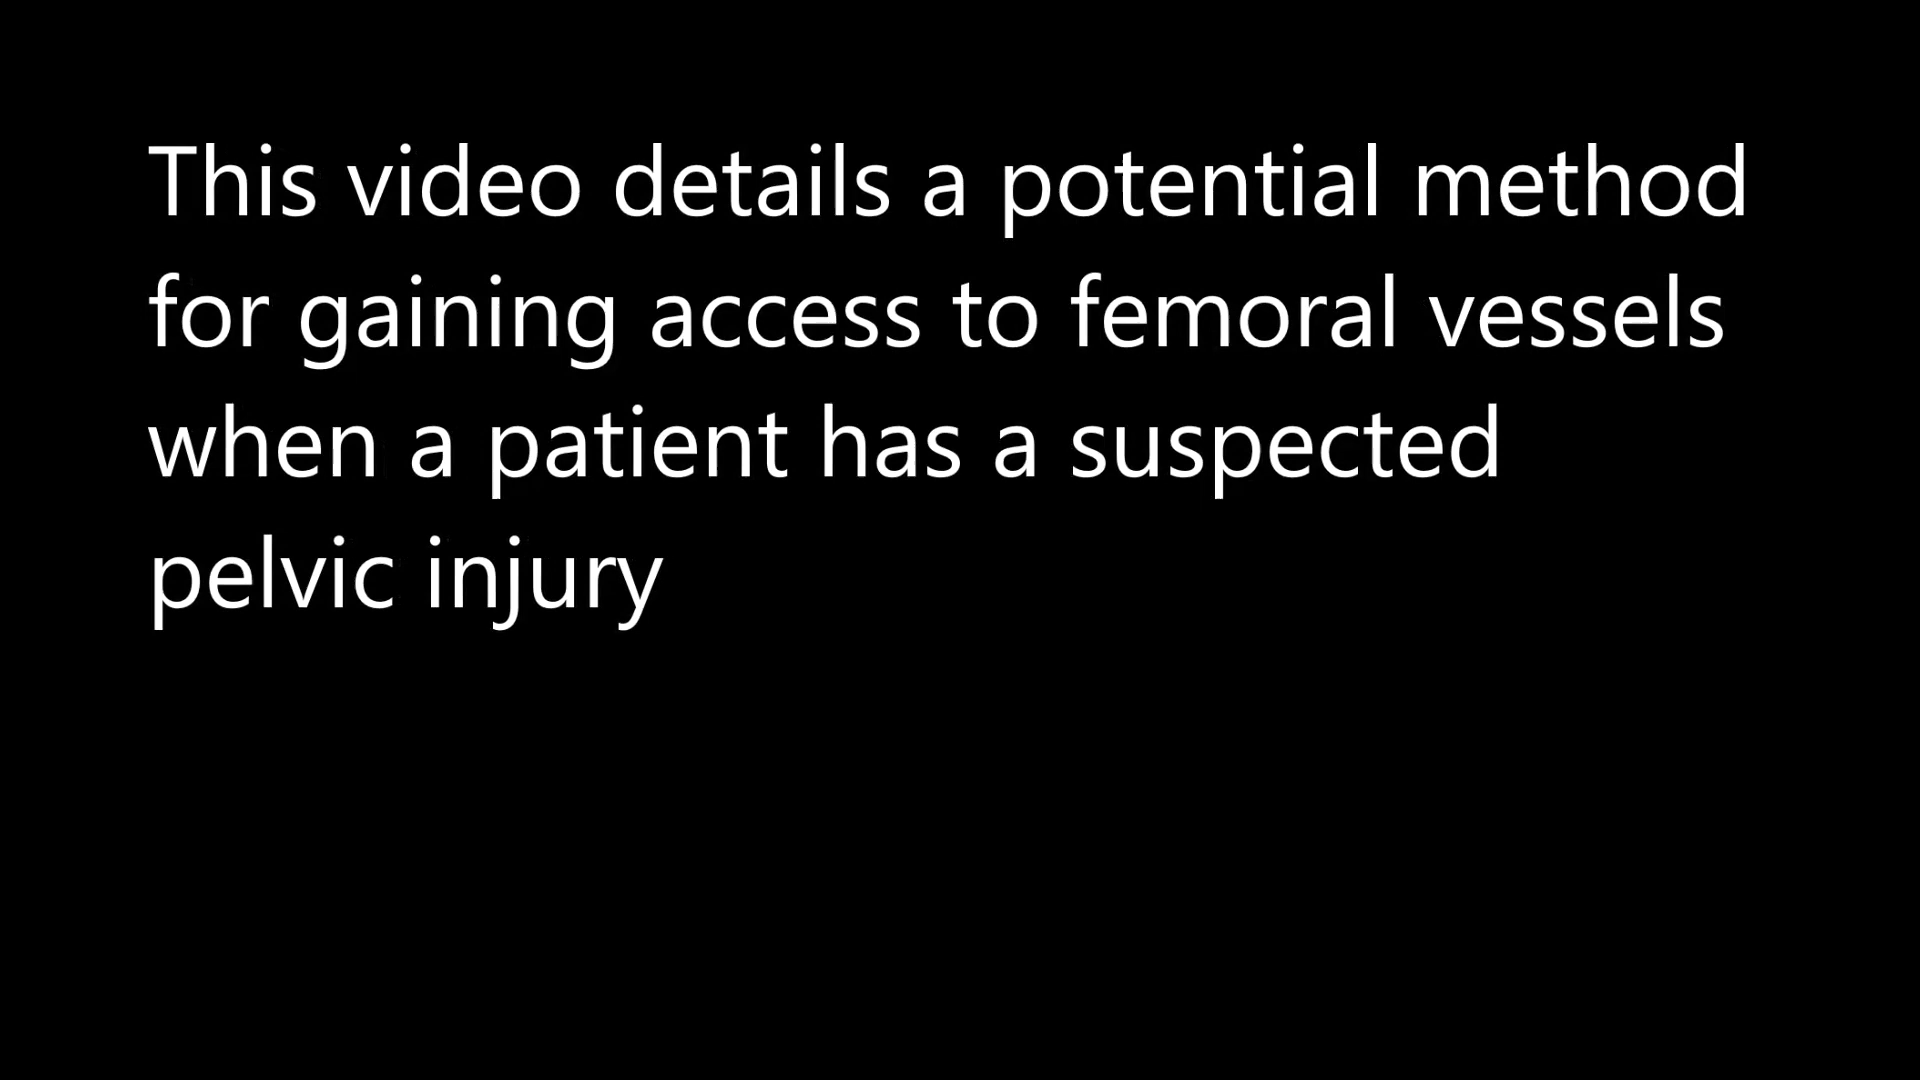 This video details a potential method
for gaining access to femoral vessels
when a patient has a suspected
pelvic injury